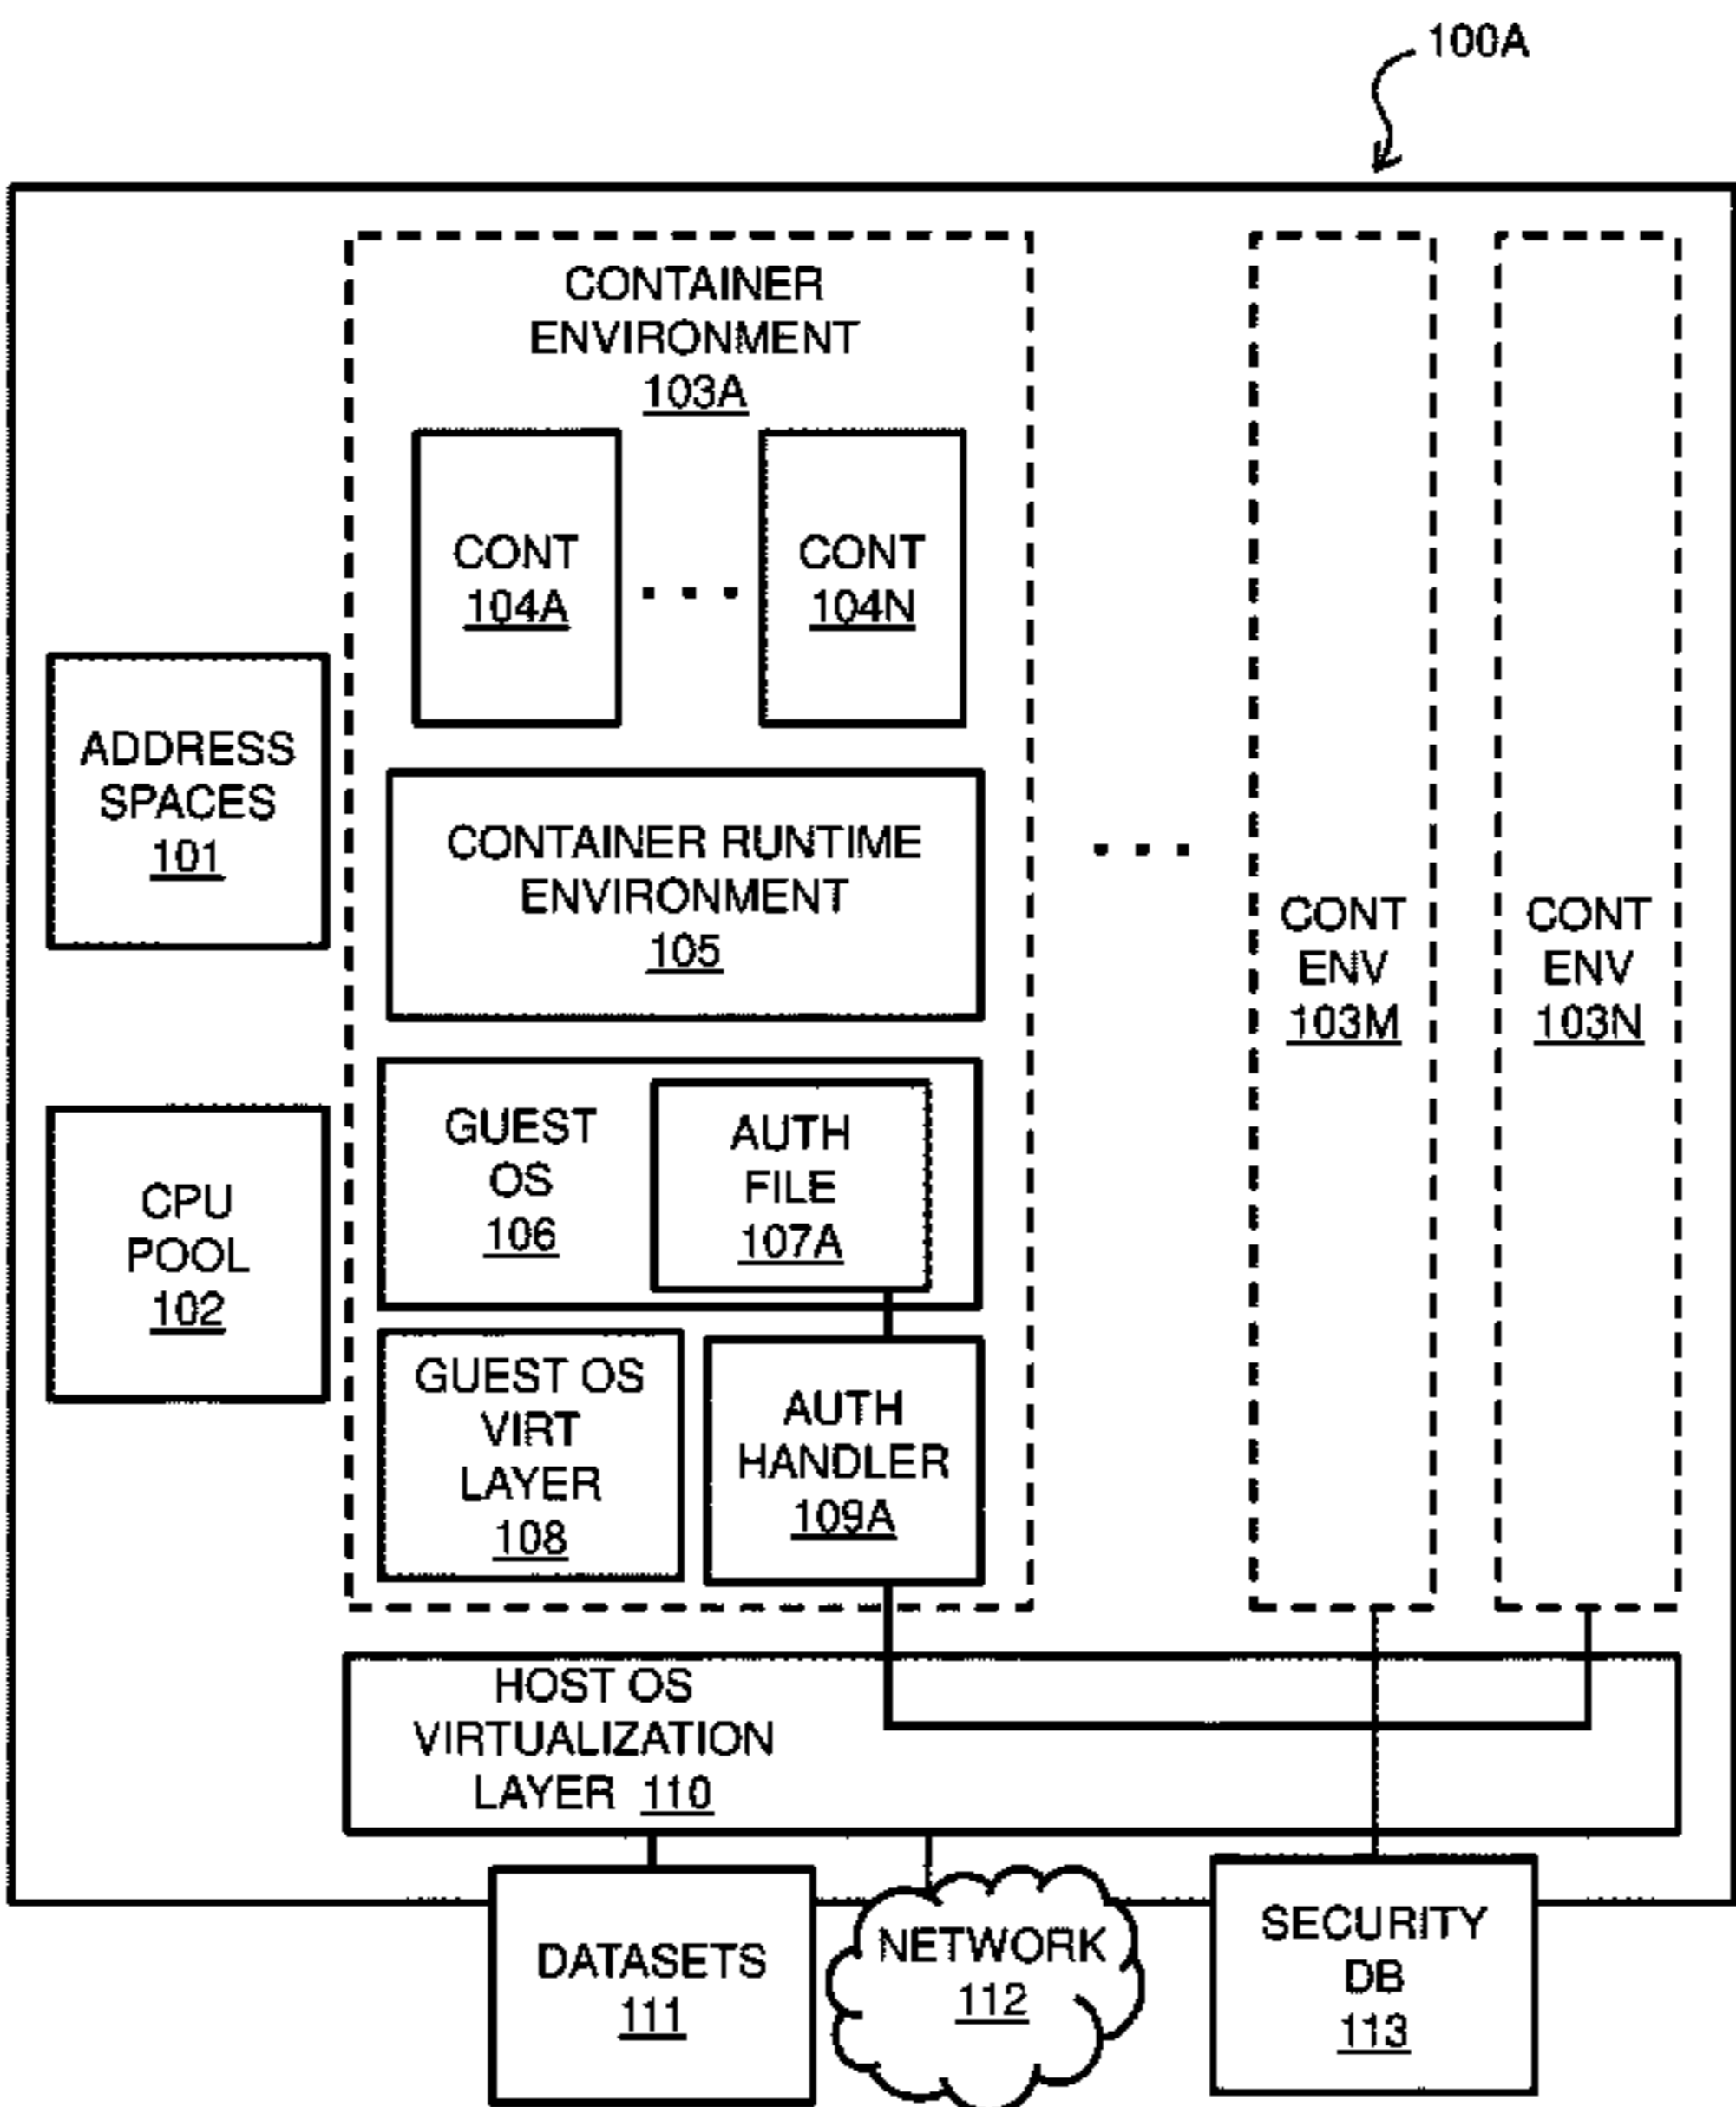 100A
CONTAINER
ENVIRONMENT
103A
CONT
104A
CONT
104N
ADDRESS
SPACES
101
CONTAINER RUNTIME
ENVIRONMENT
105
CONT
ENV
103M
CONT
ENV
103N
GUEST
OS
106
AUTH
FILE
107A
CPU
POOL
102
GUEST OS
VIRT
LAYER
108
AUTH
HANDLER
109A
HOST OS
VIRTUALIZATION
LAYER 110
DATASETS
111
NETWORK
112
SECURITY
DB
113